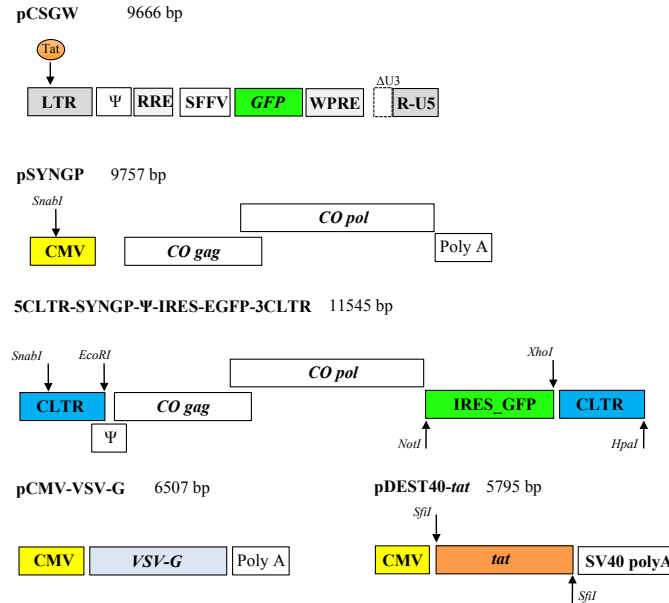 pCSGW 9666 bp
Tat
ΔU3
LTR Ψ RRE SFFV GFP WPRE R-U5
pSYNGP 9757 bp
SnabI
CO pol
CMV CO gag Poly A
5CLTR-SYNGP-Ψ-IRES-EGFP-3CLTR 11545 bp
SnabI EcoRI XhoI
CO pol
CLTR CO gag IRES_GFP CLTR
Ψ
NotI HpaI
pCMV-VSV-G 6507 bp pDEST40-tat 5795 bp
SfiI
CMV VSV-G Poly A CMV tat SV40 polyA
SfiI